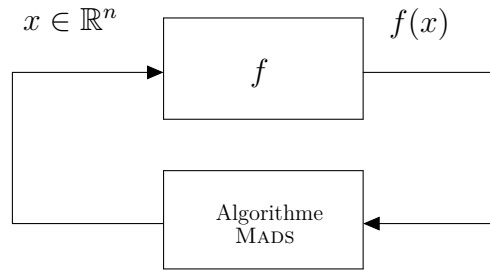 x ∈ ℝⁿ
f(x)
f
Algorithme
MADS